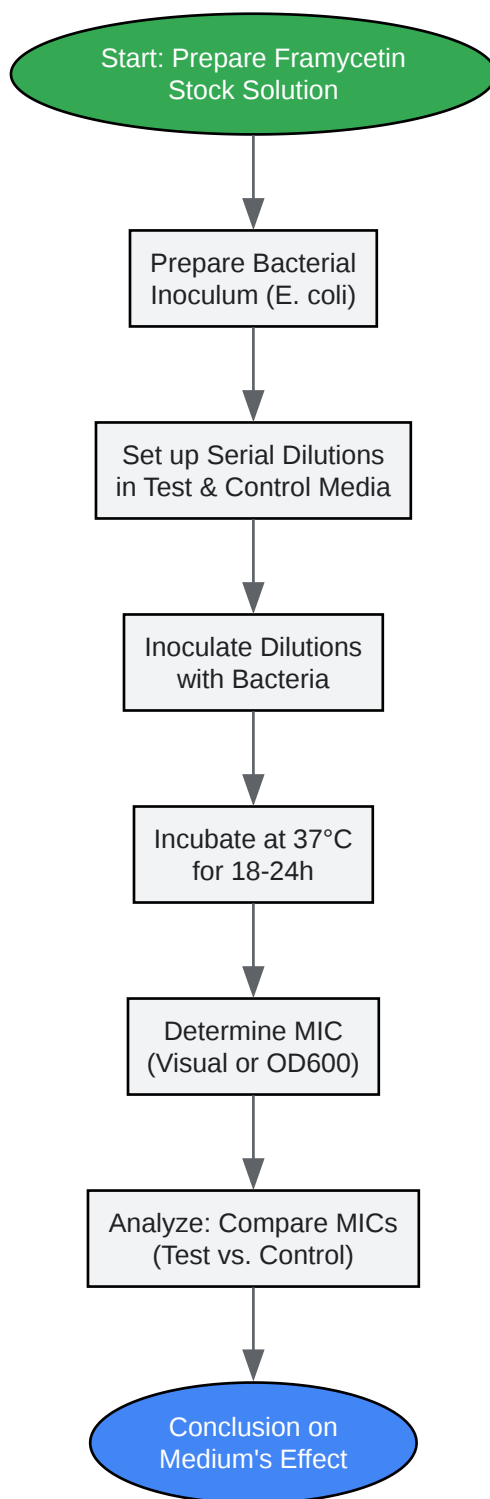 Start: Prepare Framycetin
Stock Solution
Prepare Bacterial
Inoculum (E. coli)
Set up Serial Dilutions
in Test & Control Media
Inoculate Dilutions
with Bacteria
Incubate at 37°C
for 18-24h
Determine MIC
(Visual or OD600)
Analyze: Compare MICs
(Test vs. Control)
Conclusion on
Medium's Effect